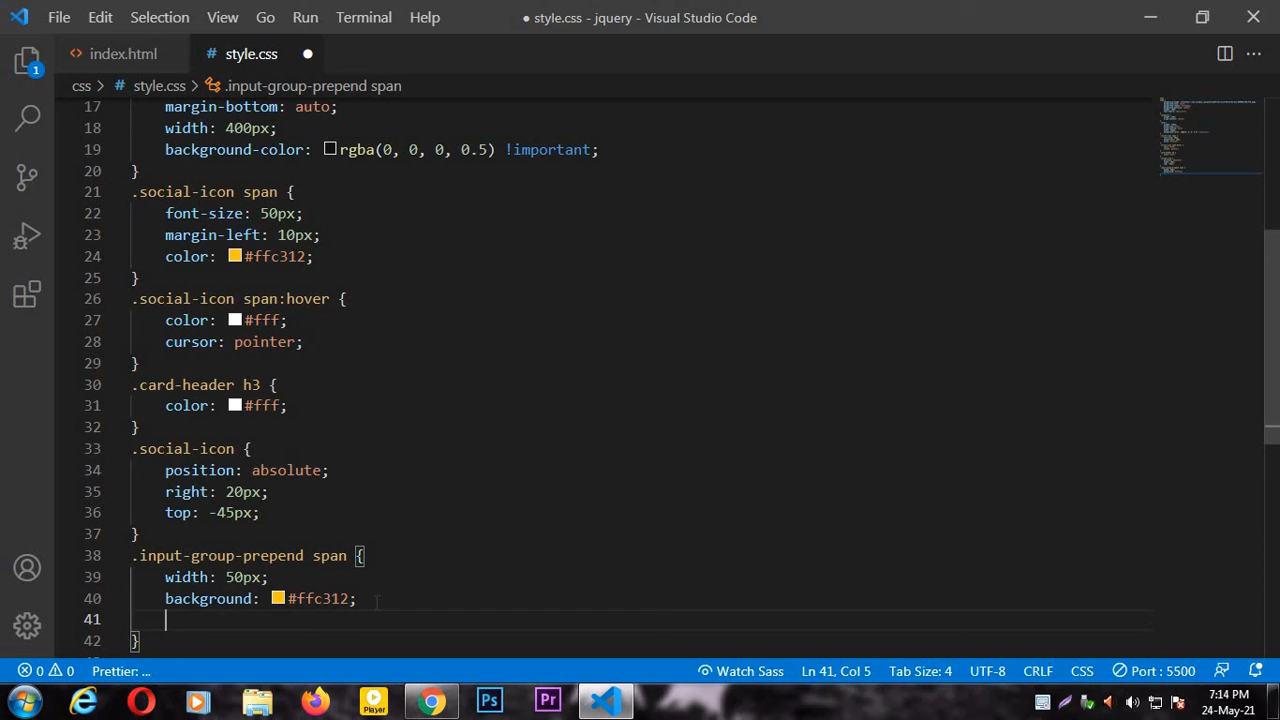 File Edit Selection View Go Run Terminal Help
● style.css - jquery - Visual Studio Code
index.html
# style.css ●
1
css > # style.css > .input-group-prepend span
17 margin-bottom: auto;
18 width: 400px;
19 background-color: rgba(0, 0, 0, 0.5) !important;
20 }
21 .social-icon span {
22 font-size: 50px;
23 margin-left: 10px;
24 color: #ffc312;
25 }
26 .social-icon span:hover {
27 color: #fff;
28 cursor: pointer;
29 }
30 .card-header h3 {
31 color: #fff;
32 }
33 .social-icon {
34 position: absolute;
35 right: 20px;
36 top: -45px;
37 }
38 .input-group-prepend span {
39 width: 50px;
40 background: #ffc312;
41
42 }
0 0 Prettier: ... Watch Sass Ln 41, Col 5 Tab Size: 4 UTF-8 CRLF CSS Port : 5500
Player
Ps
Pr
7:14 PM
24-May-21